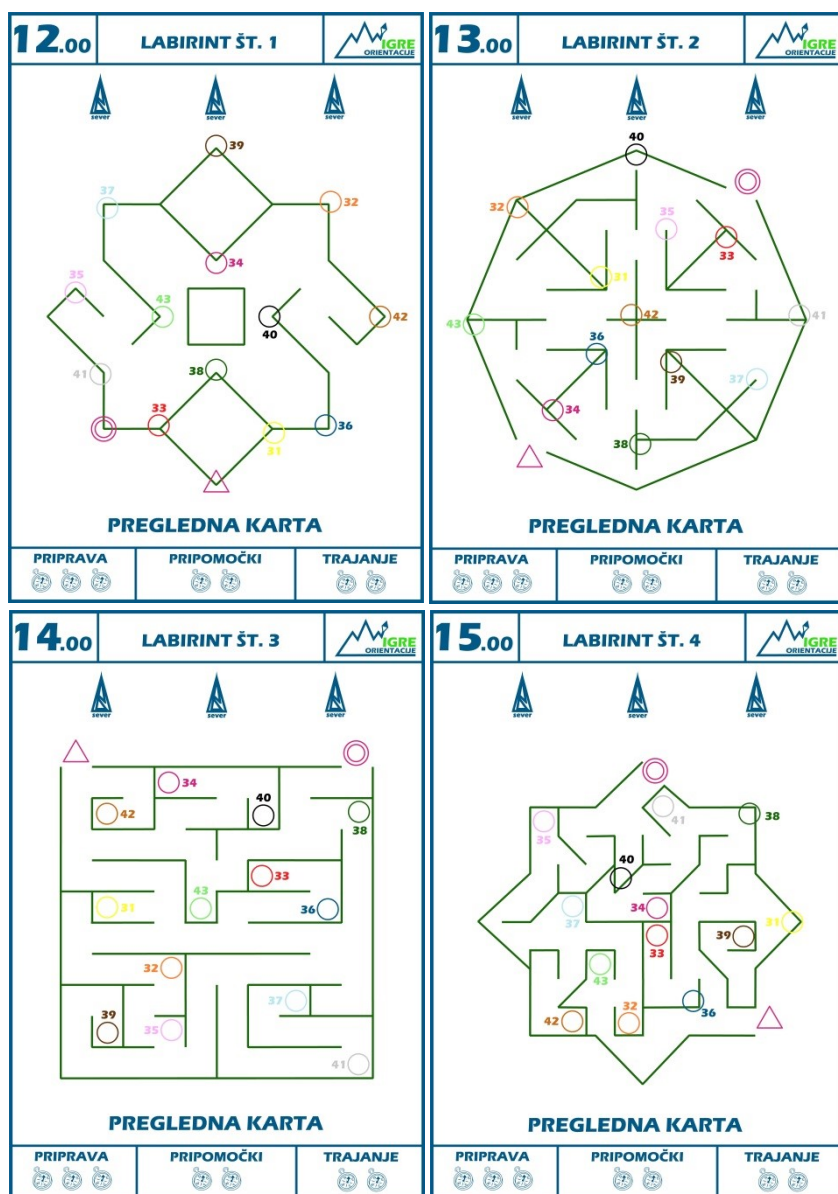 12.00 LABIRINT ŠT. 1 IGRE ORIENTACIJE
sever sever sever
39
37 32
34
35
43 40 42
41 38
33 31 36
PREGLEDNA KARTA
PRIPRAVA PRIPOMOČKI TRAJANJE
13.00 LABIRINT ŠT. 2 IGRE ORIENTACIJE
sever sever sever
40
32 35
33
31
43 42 41
36
39 37
34
38
PREGLEDNA KARTA
PRIPRAVA PRIPOMOČKI TRAJANJE
14.00 LABIRINT ŠT. 3 IGRE ORIENTACIJE
sever sever sever
34
42 40
38
33
31 43 36
32
37
39 35
41
PREGLEDNA KARTA
PRIPRAVA PRIPOMOČKI TRAJANJE
15.00 LABIRINT ŠT. 4 IGRE ORIENTACIJE
sever sever sever
41 38
35
40
37 34 31
33 39
43
42 32 36
PREGLEDNA KARTA
PRIPRAVA PRIPOMOČKI TRAJANJE